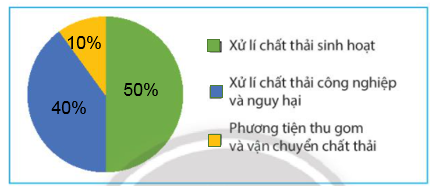 10%
50%
40%
Xử lí chất thải sinh hoạt
Xử lí chất thải công nghiệp
và nguy hại
Phương tiện thu gom
và vận chuyển chất thải